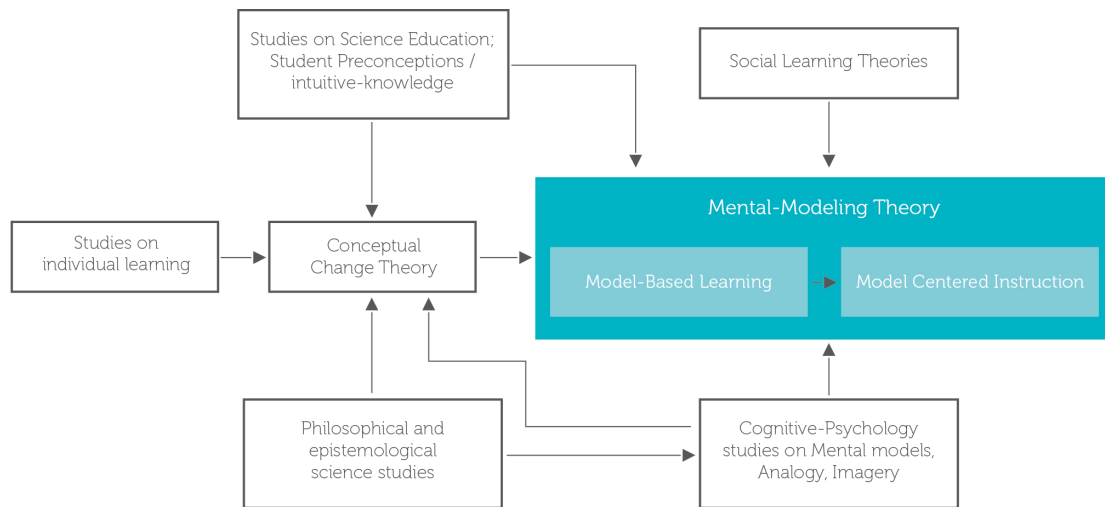 Studies on Science Education;
Student Preconceptions /
intuitive-knowledge
Social Learning Theories
Mental-Modeling Theory
Studies on
individual learning
Conceptual
Change Theory
Model-Based Learning
Model Centered Instruction
Philosophical and
epistemological
science studies
Cognitive-Psychology
studies on Mental models,
Analogy, Imagery